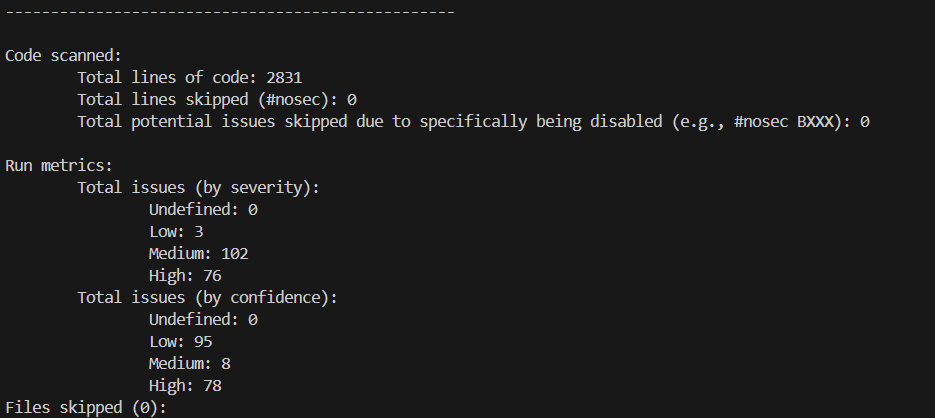 --------------------------------------------------
Code scanned:
Total lines of code: 2831
Total lines skipped (#nosec): 0
Total potential issues skipped due to specifically being disabled (e.g., #nosec BXXX): 0
Run metrics:
Total issues (by severity):
Undefined: 0
Low: 3
Medium: 102
High: 76
Total issues (by confidence):
Undefined: 0
Low: 95
Medium: 8
High: 78
Files skipped (0):